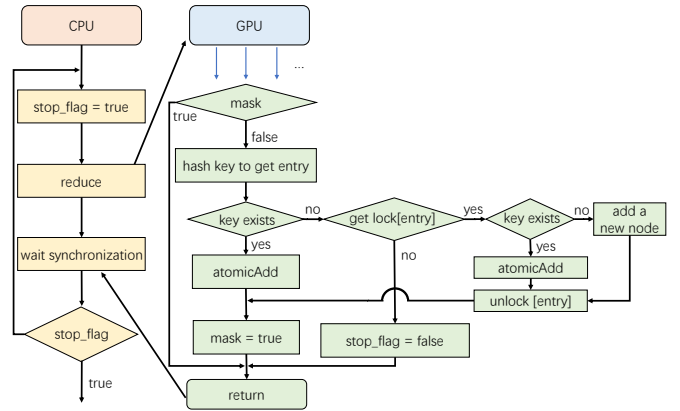 CPU
stop_flag = true
reduce
wait synchronization
stop_flag
true
GPU
...
mask
true
false
hash key to get entry
key exists
no
yes
get lock[entry]
yes
no
key exists
no
yes
add a
new node
atomicAdd
atomicAdd
unlock [entry]
mask = true
stop_flag = false
return